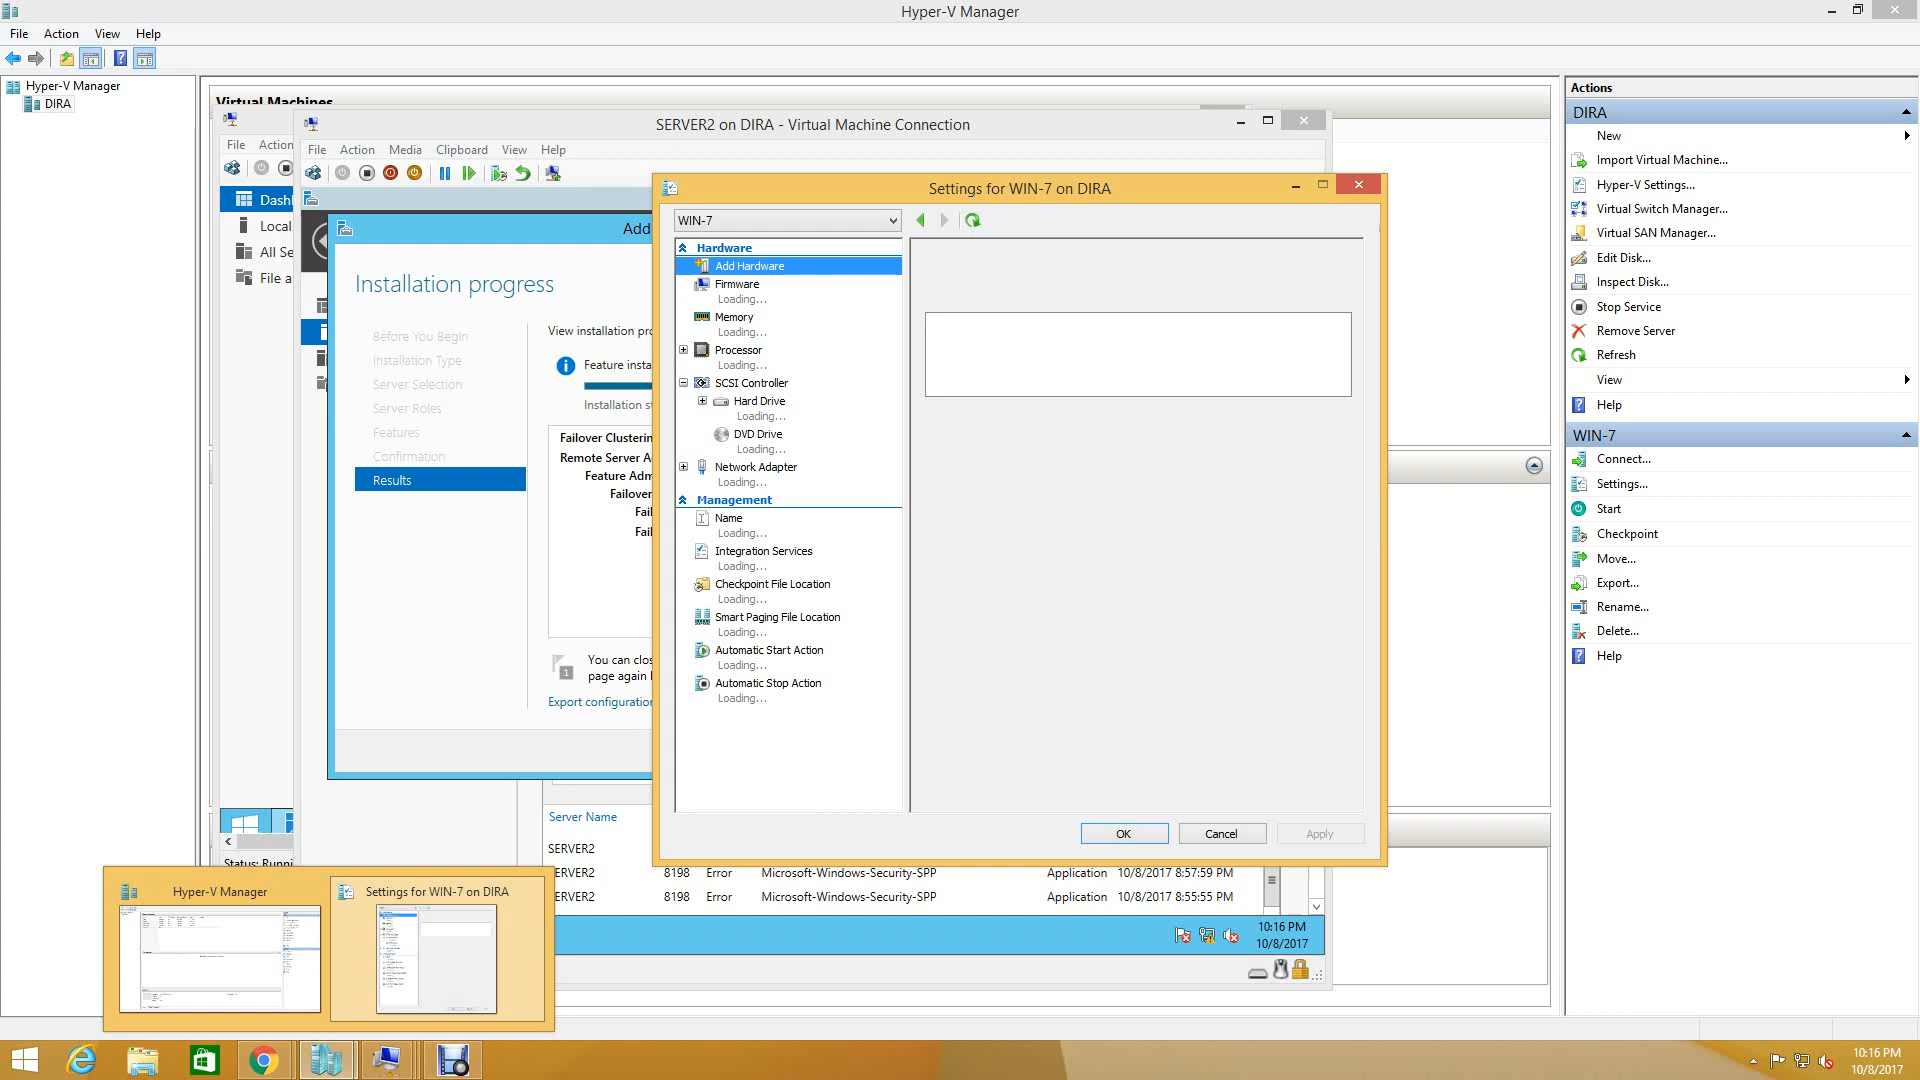 Hyper-V Manager
File Action View Help
Hyper-V Manager
DIRA
Virtual Machines
File Action
Dashl
Local
All Se
File a
Status: Runni
SERVER2 on DIRA - Virtual Machine Connection
File Action Media Clipboard View Help
Add
Installation progress
Before You Begin
Installation Type
Server Selection
Server Roles
Features
Confirmation
Results
View installation pro
Feature insta
Installation st
Failover Clusterin
Remote Server A
Feature Adm
Failover
Fail
Fail
You can clos
page again
1
Export configuration
Server Name
SERVER2
SERVER2 8198 Error Microsoft-Windows-Security-SPP Application 10/8/2017 8:57:59 PM
SERVER2 8198 Error Microsoft-Windows-Security-SPP Application 10/8/2017 8:55:55 PM
10:16 PM
10/8/2017
Settings for WIN-7 on DIRA
WIN-7
Hardware
Add Hardware
Firmware
Loading...
Memory
Loading...
Processor
Loading...
SCSI Controller
Hard Drive
Loading...
DVD Drive
Loading...
Network Adapter
Loading...
Management
Name
Loading...
Integration Services
Loading...
Checkpoint File Location
Loading...
Smart Paging File Location
Loading...
Automatic Start Action
Loading...
Automatic Stop Action
Loading...
OK Cancel Apply
Actions
DIRA
New
Import Virtual Machine...
Hyper-V Settings...
Virtual Switch Manager...
Virtual SAN Manager...
Edit Disk...
Inspect Disk...
Stop Service
Remove Server
Refresh
View
Help
WIN-7
Connect...
Settings...
Start
Checkpoint
Move...
Export...
Rename...
Delete...
Help
Hyper-V Manager
Settings for WIN-7 on DIRA
10:16 PM
10/8/2017